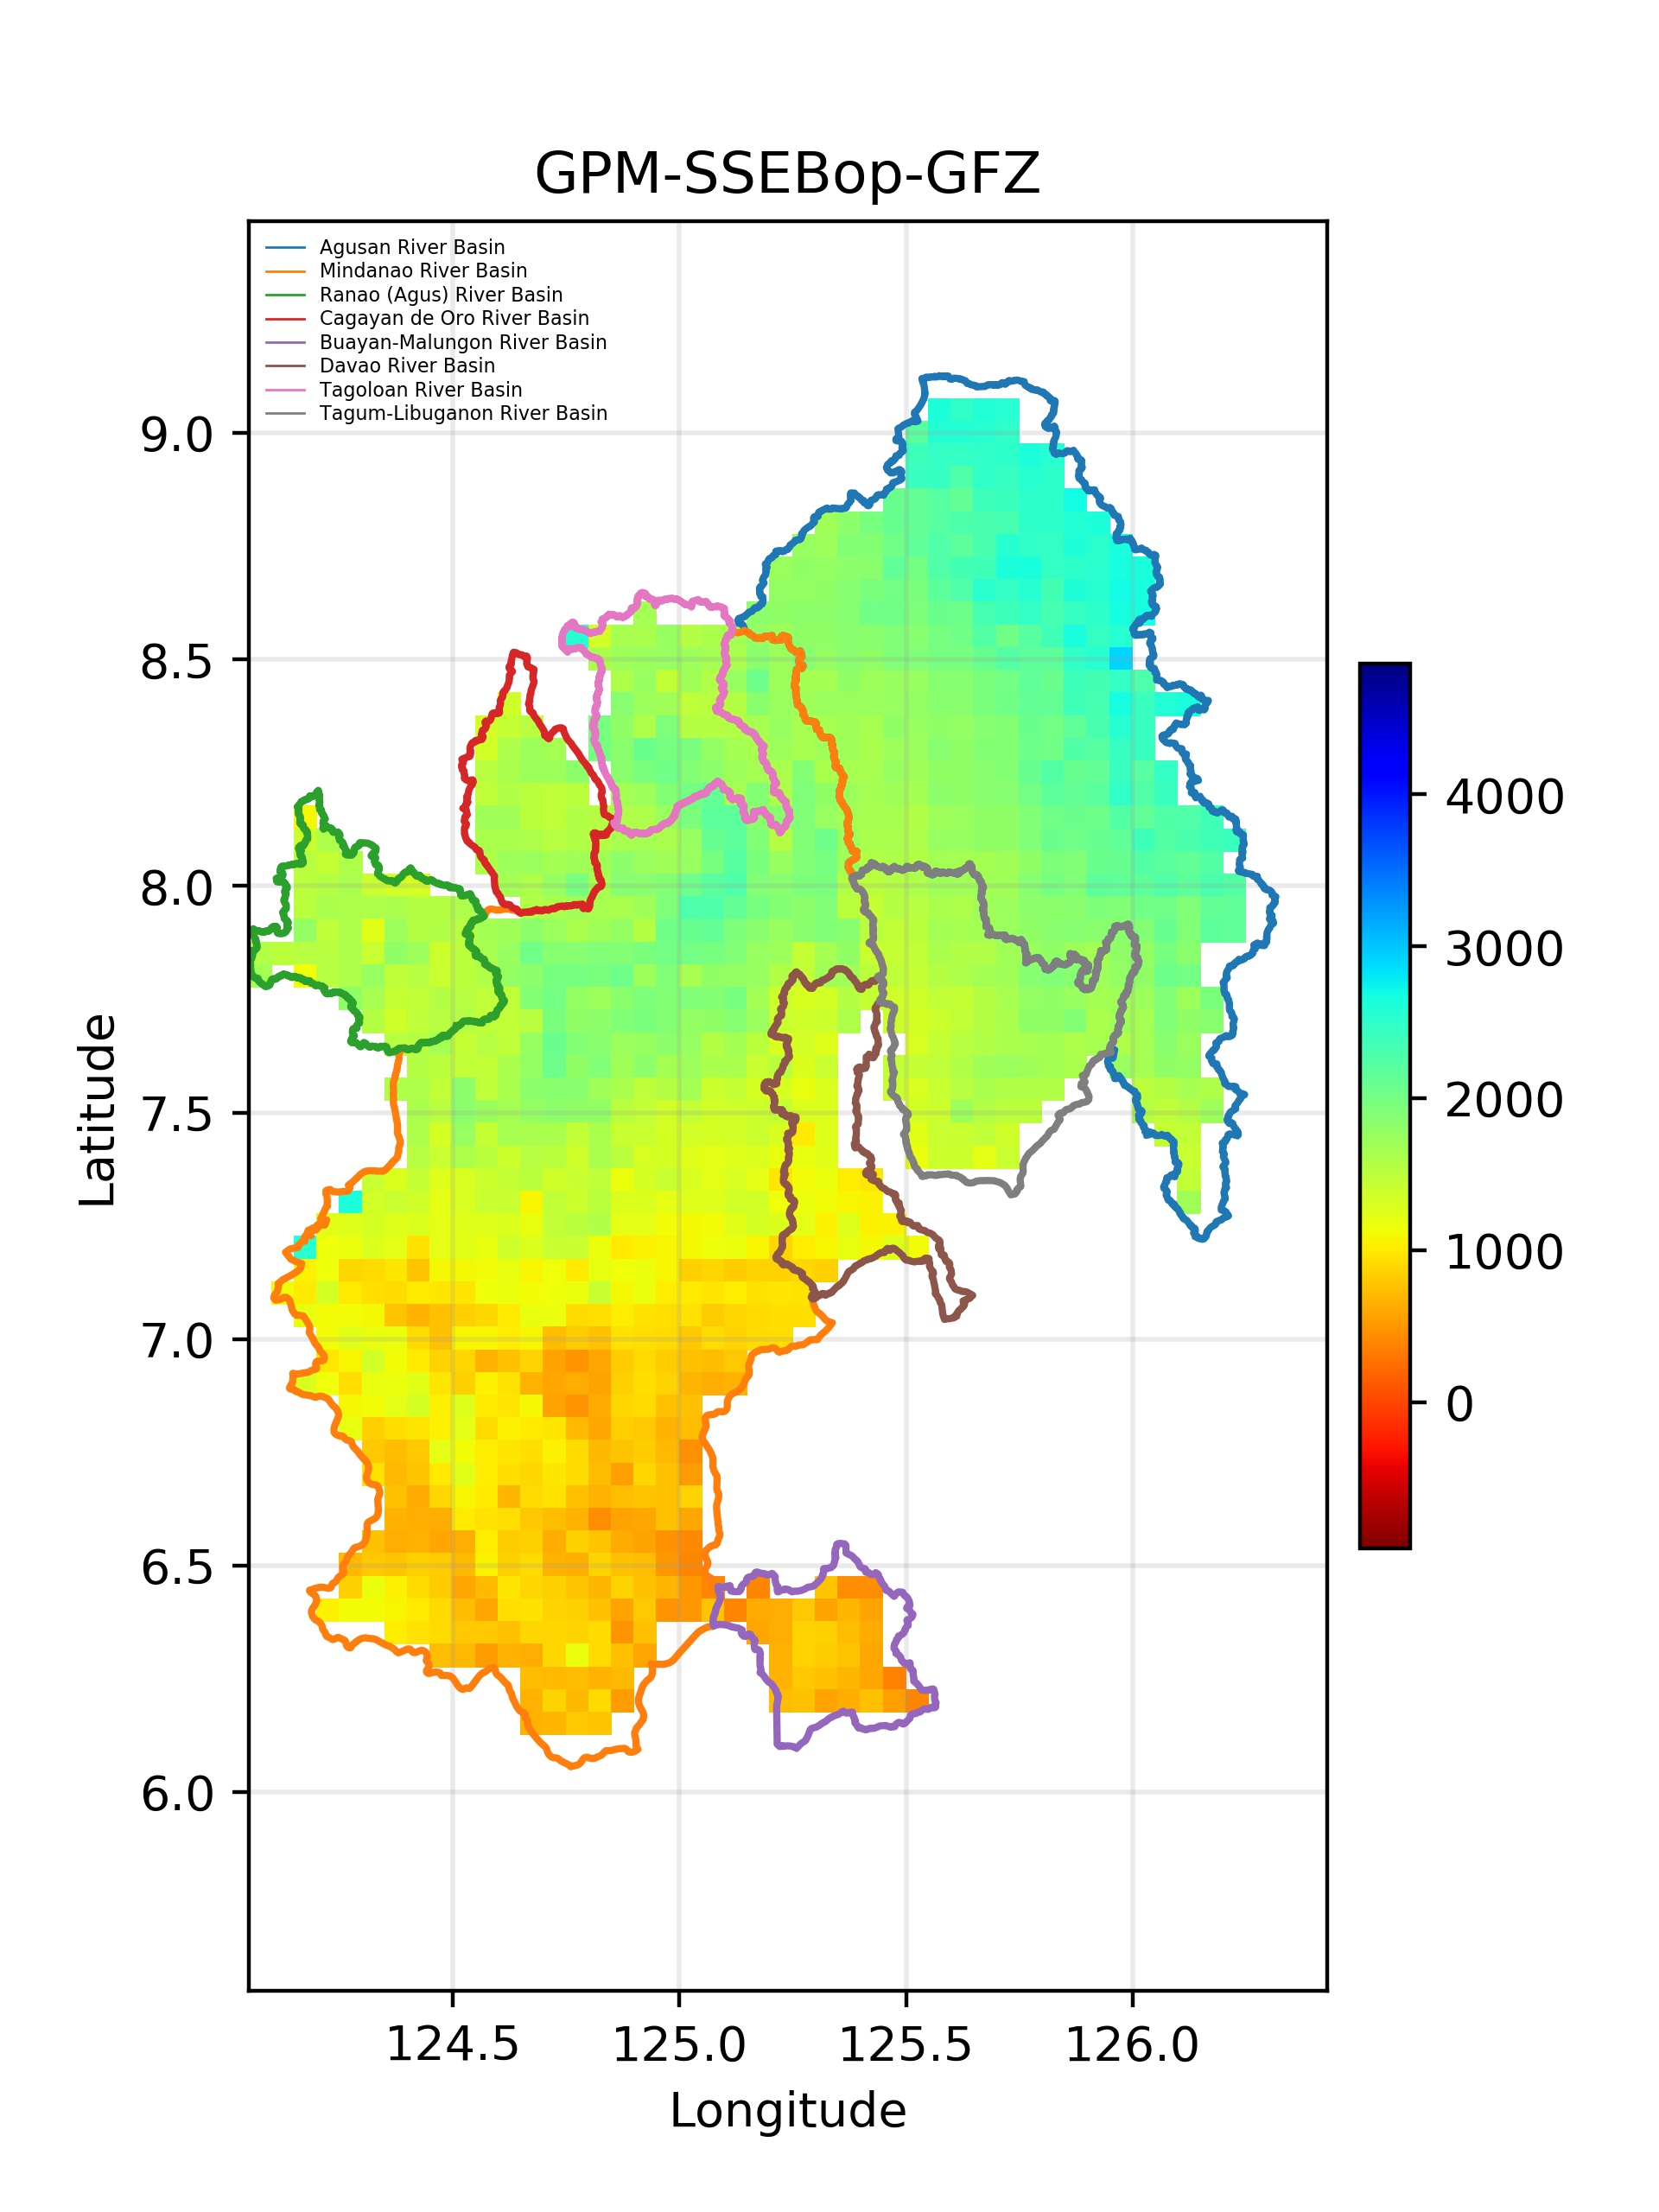 GPM-SSEBop-GFZ
Agusan River Basin
Mindanao River Basin
Ranao (Agus) River Basin
Cagayan de Oro River Basin
Buayan-Malungon River Basin
Davao River Basin
Tagoloan River Basin
Tagum-Libuganon River Basin
9.0
8.5
8.0
7.5
7.0
6.5
6.0
Latitude
124.5 125.0 125.5 126.0
Longitude
4000
3000
2000
1000
0